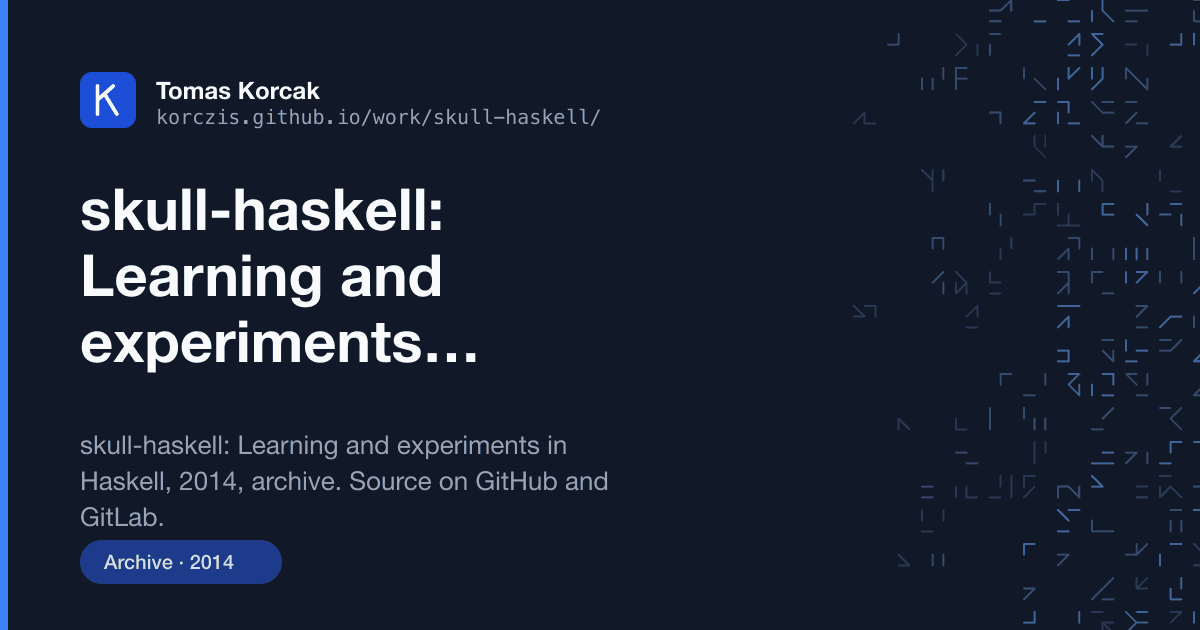 K
Tomas Korcak
korczis.github.io/work/skull-haskell/
skull-haskell:
Learning and
experiments…
skull-haskell: Learning and experiments in
Haskell, 2014, archive. Source on GitHub and
GitLab.
Archive · 2014